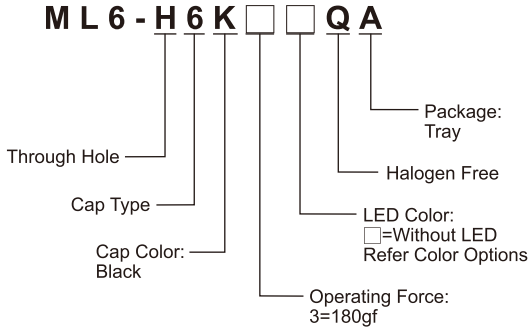 ML6-H6K□□QA
Package:
Tray
Through Hole
Halogen Free
Cap Type
LED Color:
□=Without LED
Refer Color Options
Cap Color:
Black
Operating Force:
3=180gf